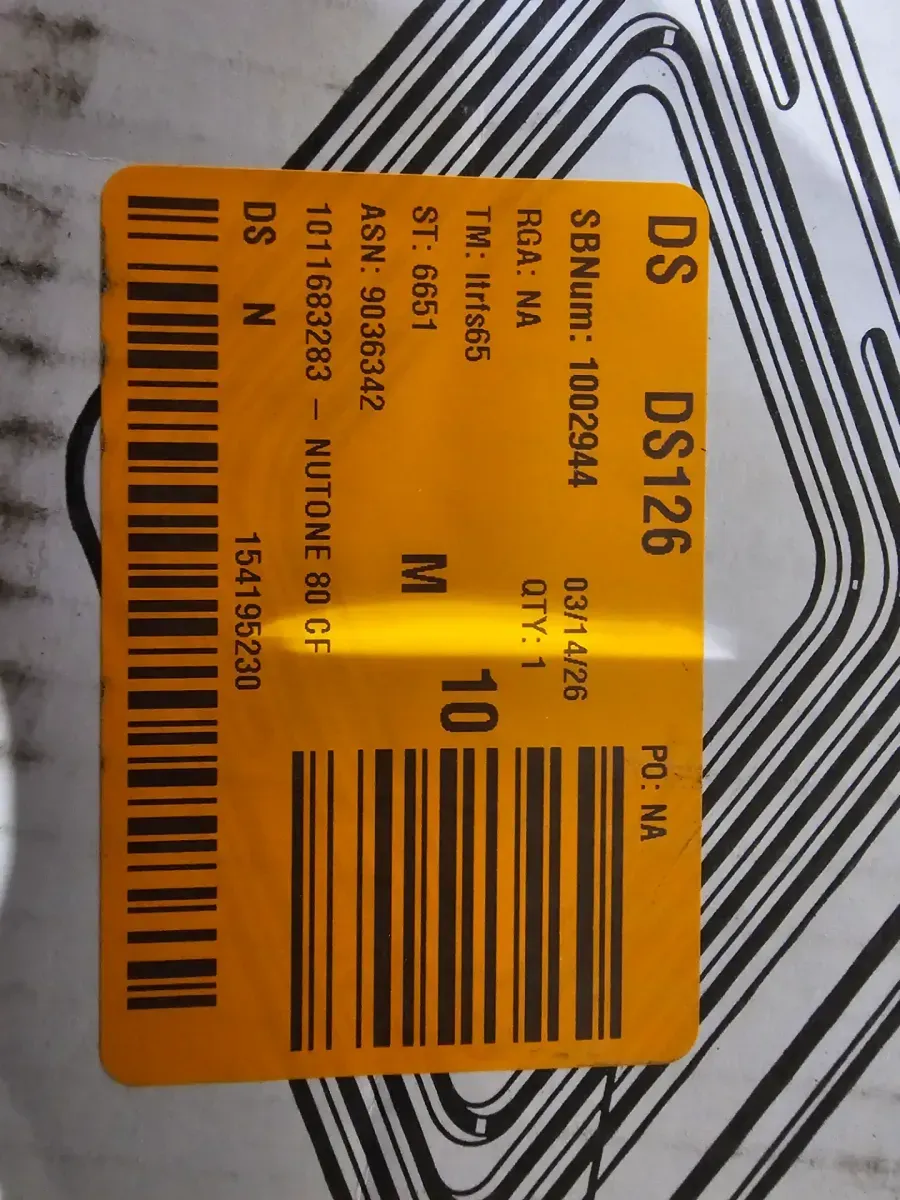 DS DS126
PO: NA
SBNum: 1002944 03/14/26
RGA: NA QTY: 1
TM: ltrfs65
10
ST: 6651 M
ASN: 9036342
1011683283 – NUTONE 80 CF
DS N 154195230